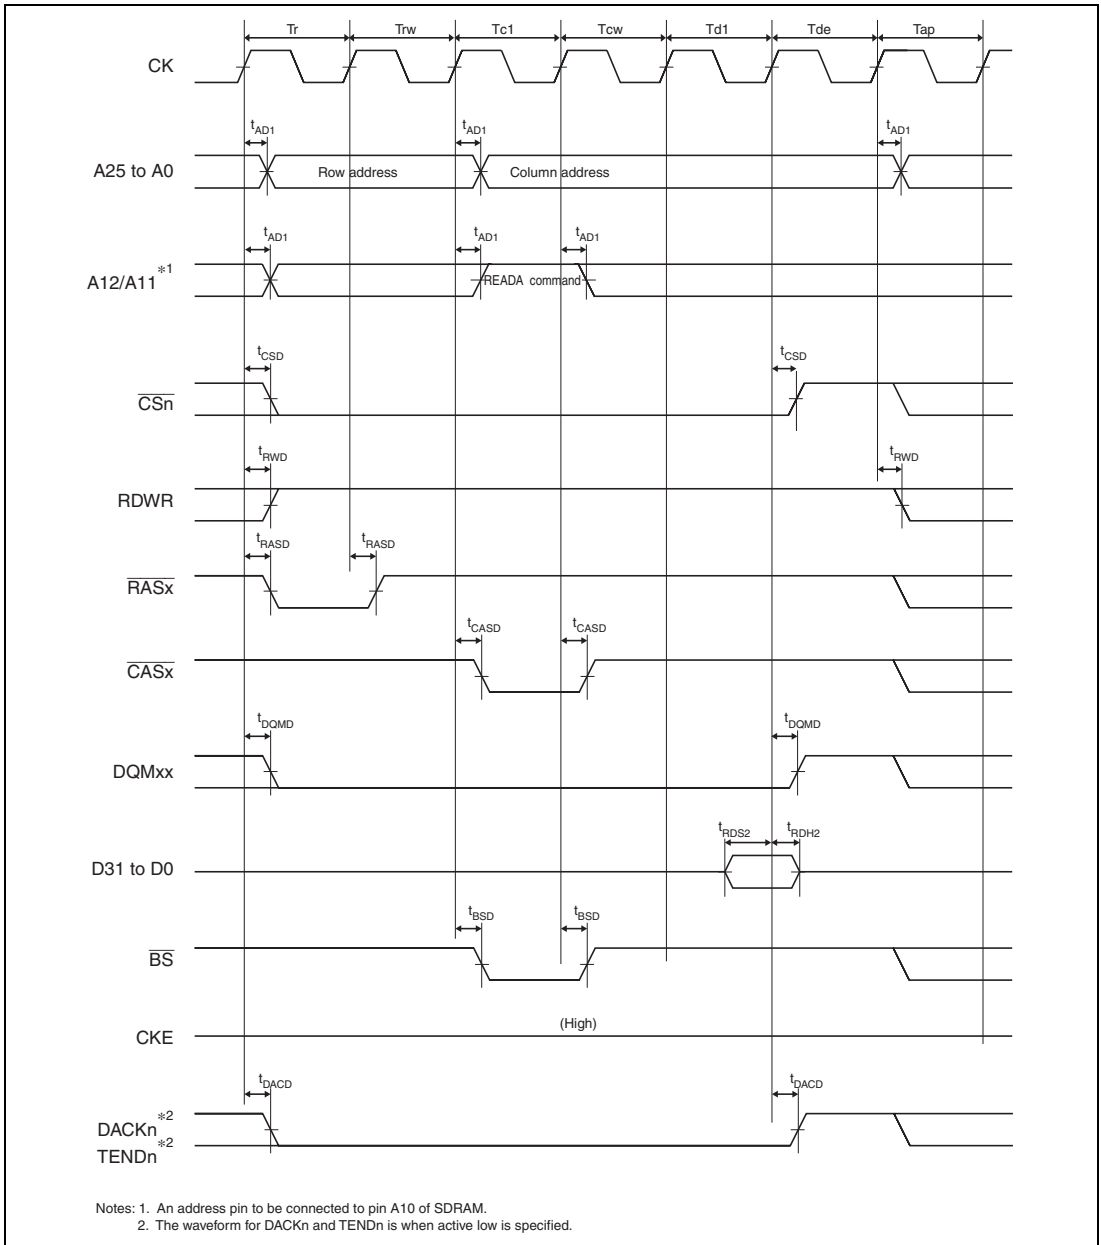 Tr Trw Tc1 Tcw Td1 Tde Tap
CK
tAD1 tAD1 tAD1
A25 to A0 Row address Column address
tAD1 tAD1 tAD1
A12/A11*1 READA command
tCSD tCSD
CSn
tRWD tRWD
RDWR
tRASD tRASD
RASx
tCASD tCASD
CASx
tDQMD tDQMD
DQMxx
tRDS2 tRDH2
D31 to D0
tBSD tBSD
BS
(High)
CKE
tDACD tDACD
DACKn*2
TENDn*2
Notes: 1. An address pin to be connected to pin A10 of SDRAM.
2. The waveform for DACKn and TENDn is when active low is specified.